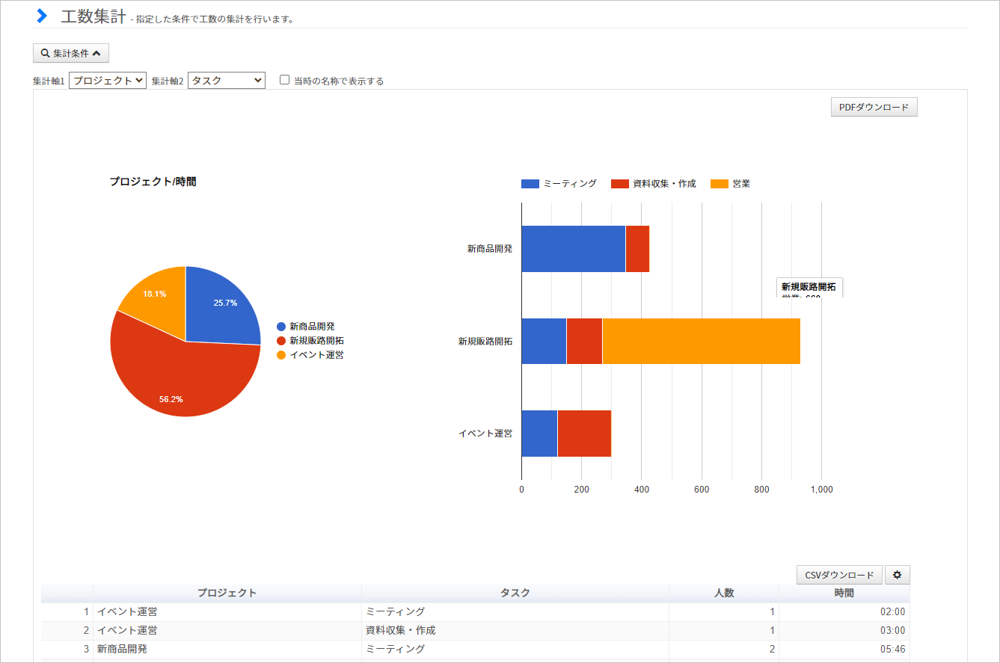 工数集計 - 指定した条件で工数の集計を行います。
集計条件
集計軸1 プロジェクト 集計軸2 タスク 当時の名称で表示する
PDFダウンロード
プロジェクト/時間
18.1%
25.7%
56.2%
新商品開発
新規販路開拓
イベント運営
ミーティング 資料収集・作成 営業
新商品開発
新規販路開拓
新規販路開拓
イベント運営
0 200 400 600 800 1,000
CSVダウンロード
プロジェクト タスク 人数 時間
1 イベント運営 ミーティング 1 02:00
2 イベント運営 資料収集・作成 1 03:00
3 新商品開発 ミーティング 2 05:46